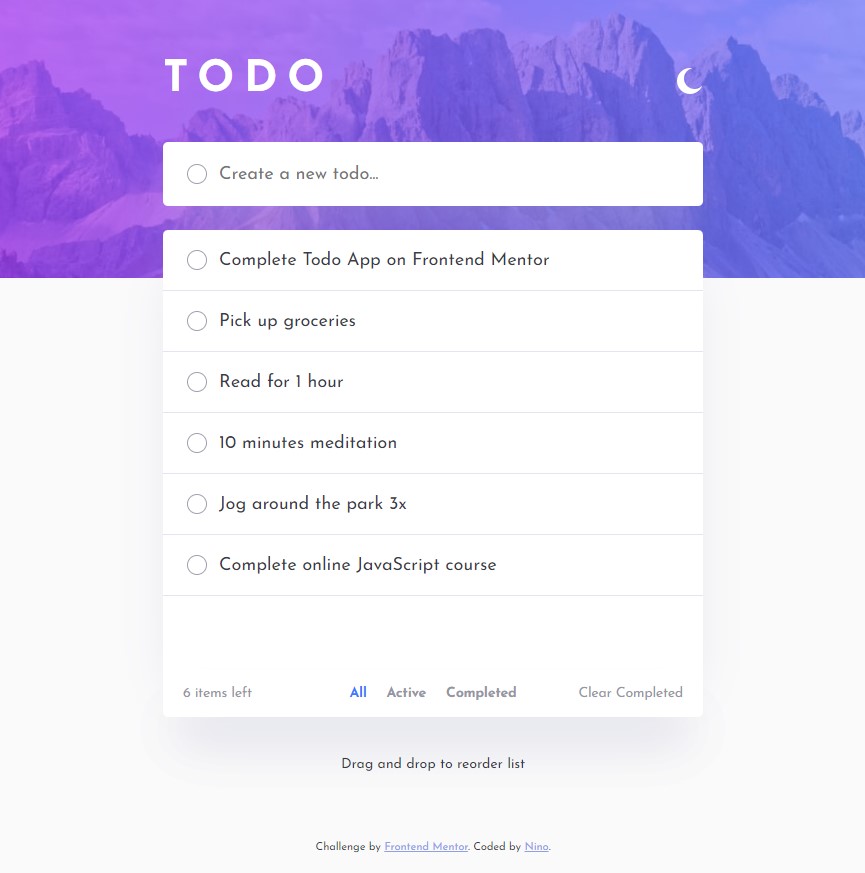 TODO
Create a new todo...
Complete Todo App on Frontend Mentor
Pick up groceries
Read for 1 hour
10 minutes meditation
Jog around the park 3x
Complete online JavaScript course
6 items left All Active Completed Clear Completed
Drag and drop to reorder list
Challenge by Frontend Mentor. Coded by Nino.